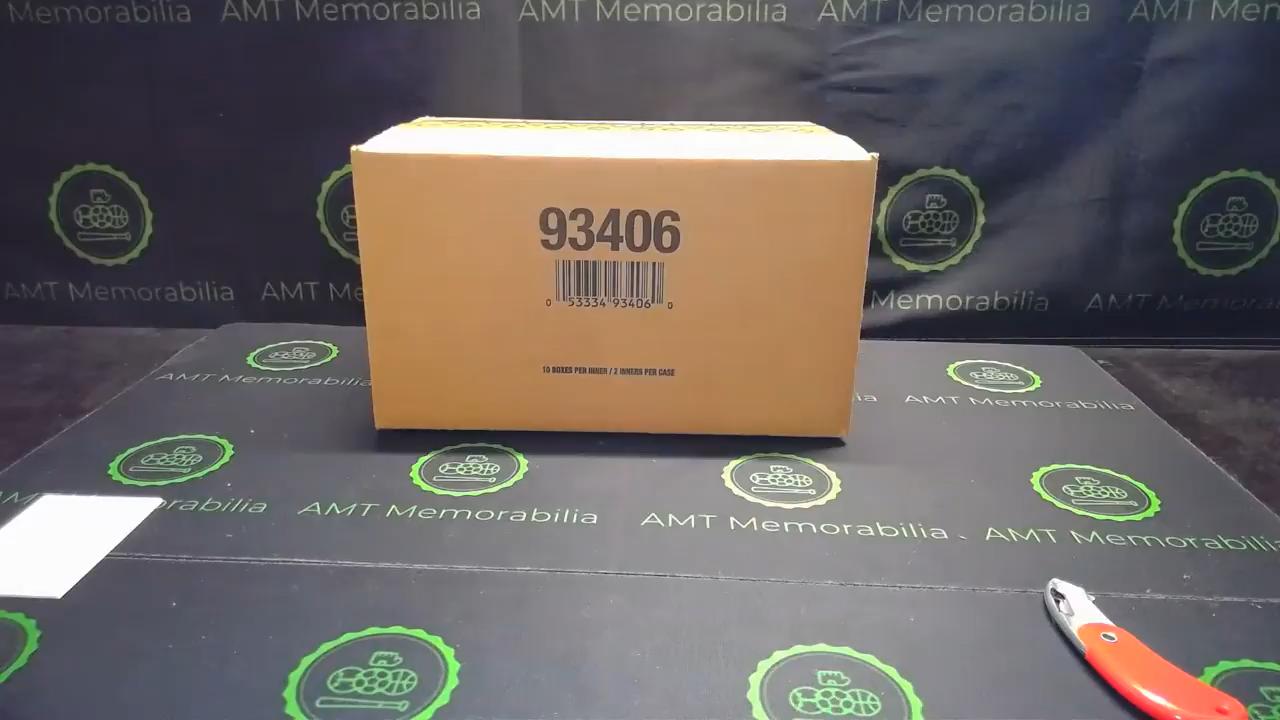 AMT Memorabilia AMT Memorabilia AMT Memorabilia AMT Mem
Memorabilia
93406
0 53334 93406 0
AMT Memorabilia AMT Me Memorabilia AMT Memorabilia
10 BOXES PER INNER / 2 INNERS PER CASE
AMT Memorabilia AMT Memorabilia
AMT Memorabilia AMT Memorabilia AMT Memorabilia